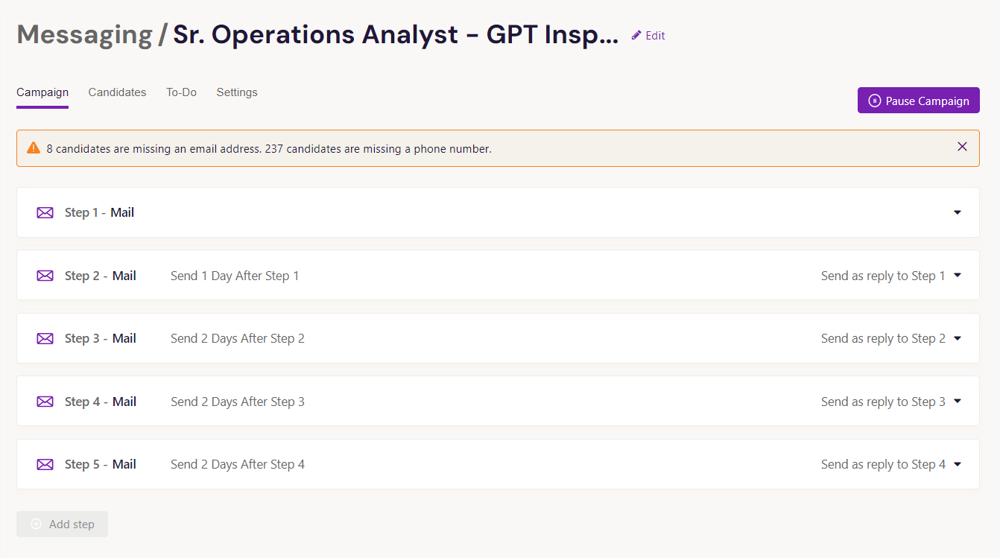 Messaging / Sr. Operations Analyst – GPT Insp... Edit
Campaign Candidates To-Do Settings
Pause Campaign
8 candidates are missing an email address. 237 candidates are missing a phone number.
Step 1 - Mail
Step 2 - Mail Send 1 Day After Step 1 Send as reply to Step 1
Step 3 - Mail Send 2 Days After Step 2 Send as reply to Step 2
Step 4 - Mail Send 2 Days After Step 3 Send as reply to Step 3
Step 5 - Mail Send 2 Days After Step 4 Send as reply to Step 4
Add step